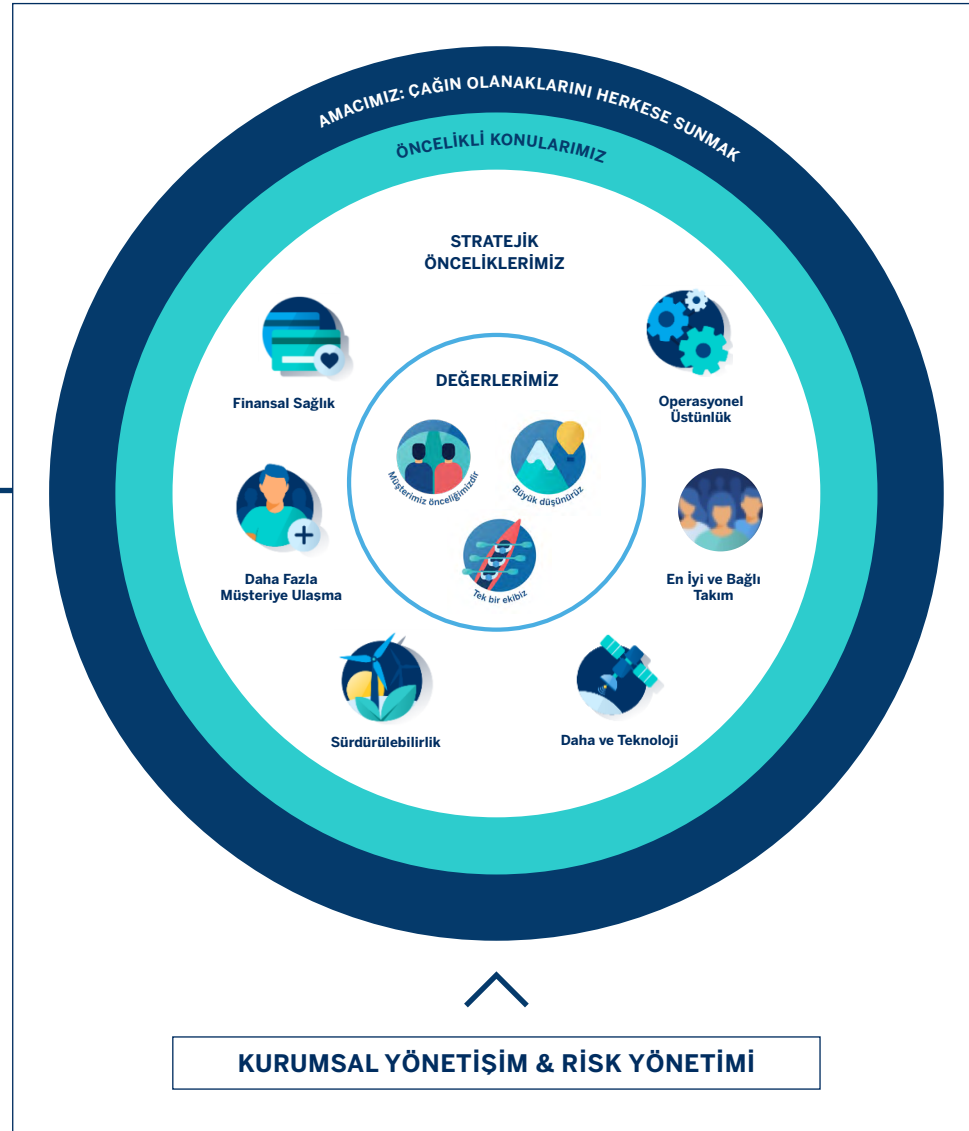 AMACIMIZ: ÇAĞIN OLANAKLARINI HERKESE SUNMAK
ÖNCELİKLİ KONULARIMIZ
STRATEJİK
ÖNCELİKLERİMİZ
Finansal Sağlık
Operasyonel
Üstünlük
DEĞERLERİMİZ
Müşterimiz önceliğimizdir
Büyük düşünürüz
Tek bir ekibiz
Daha Fazla
Müşteriye Ulaşma
En İyi ve Bağlı
Takım
Sürdürülebilirlik
Daha ve Teknoloji
KURUMSAL YÖNETİŞİM & RİSK YÖNETİMİ